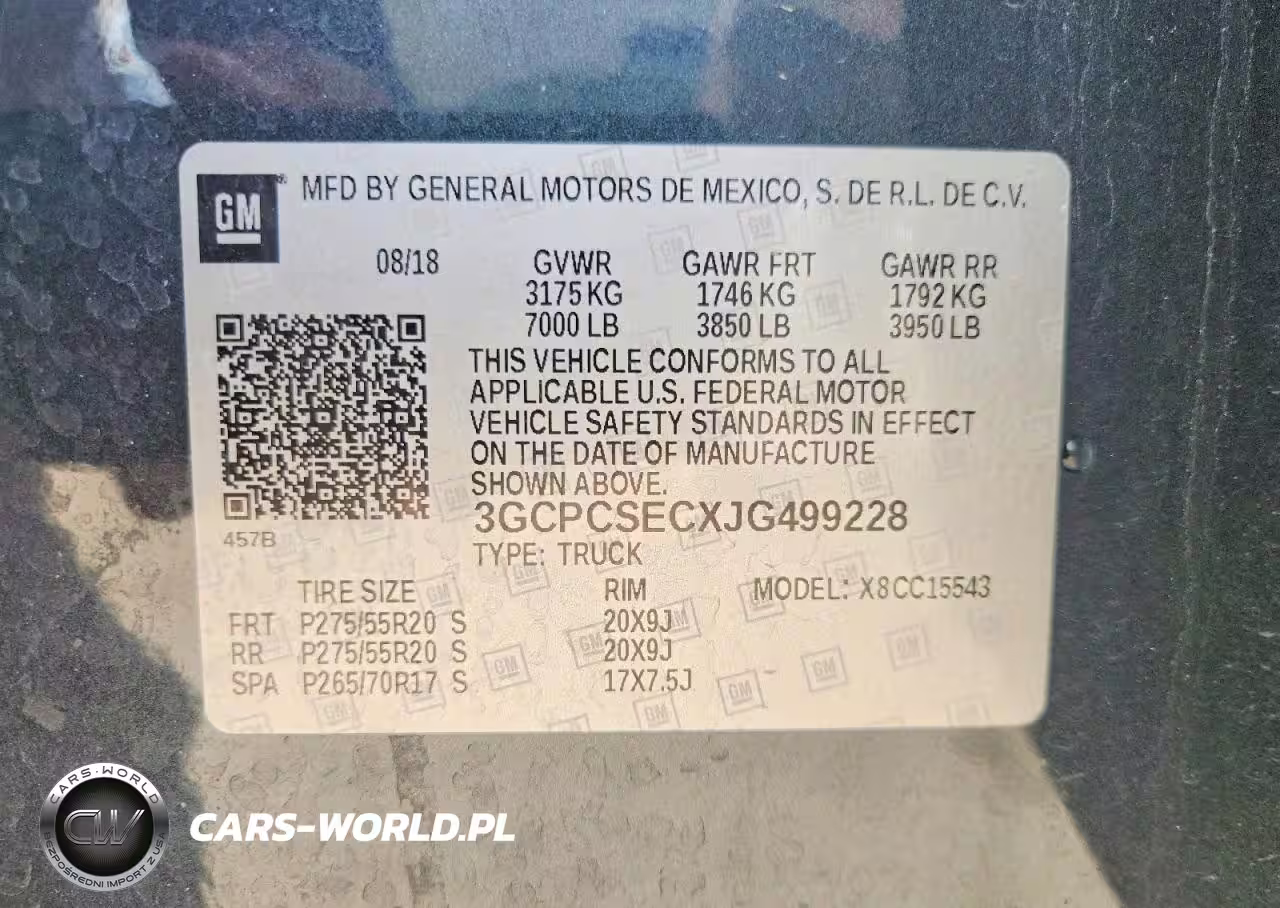 GM® MFD BY GENERAL MOTORS DE MEXICO, S. DE R.L. DE C.V.
08/18 GVWR GAWR FRT GAWR RR
3175 KG 1746 KG 1792 KG
7000 LB 3850 LB 3950 LB
THIS VEHICLE CONFORMS TO ALL
APPLICABLE U.S. FEDERAL MOTOR
VEHICLE SAFETY STANDARDS IN EFFECT
ON THE DATE OF MANUFACTURE
SHOWN ABOVE.
3GCPCSECXJG499228
457B
TYPE: TRUCK
TIRE SIZE RIM MODEL: X8CC15543
FRT P275/55R20 S 20X9J
RR P275/55R20 S 20X9J
SPA P265/70R17 S 17X7.5J
CARS-WORLD
CW
BEZPOŚREDNI IMPORT Z USA
CARS-WORLD.PL